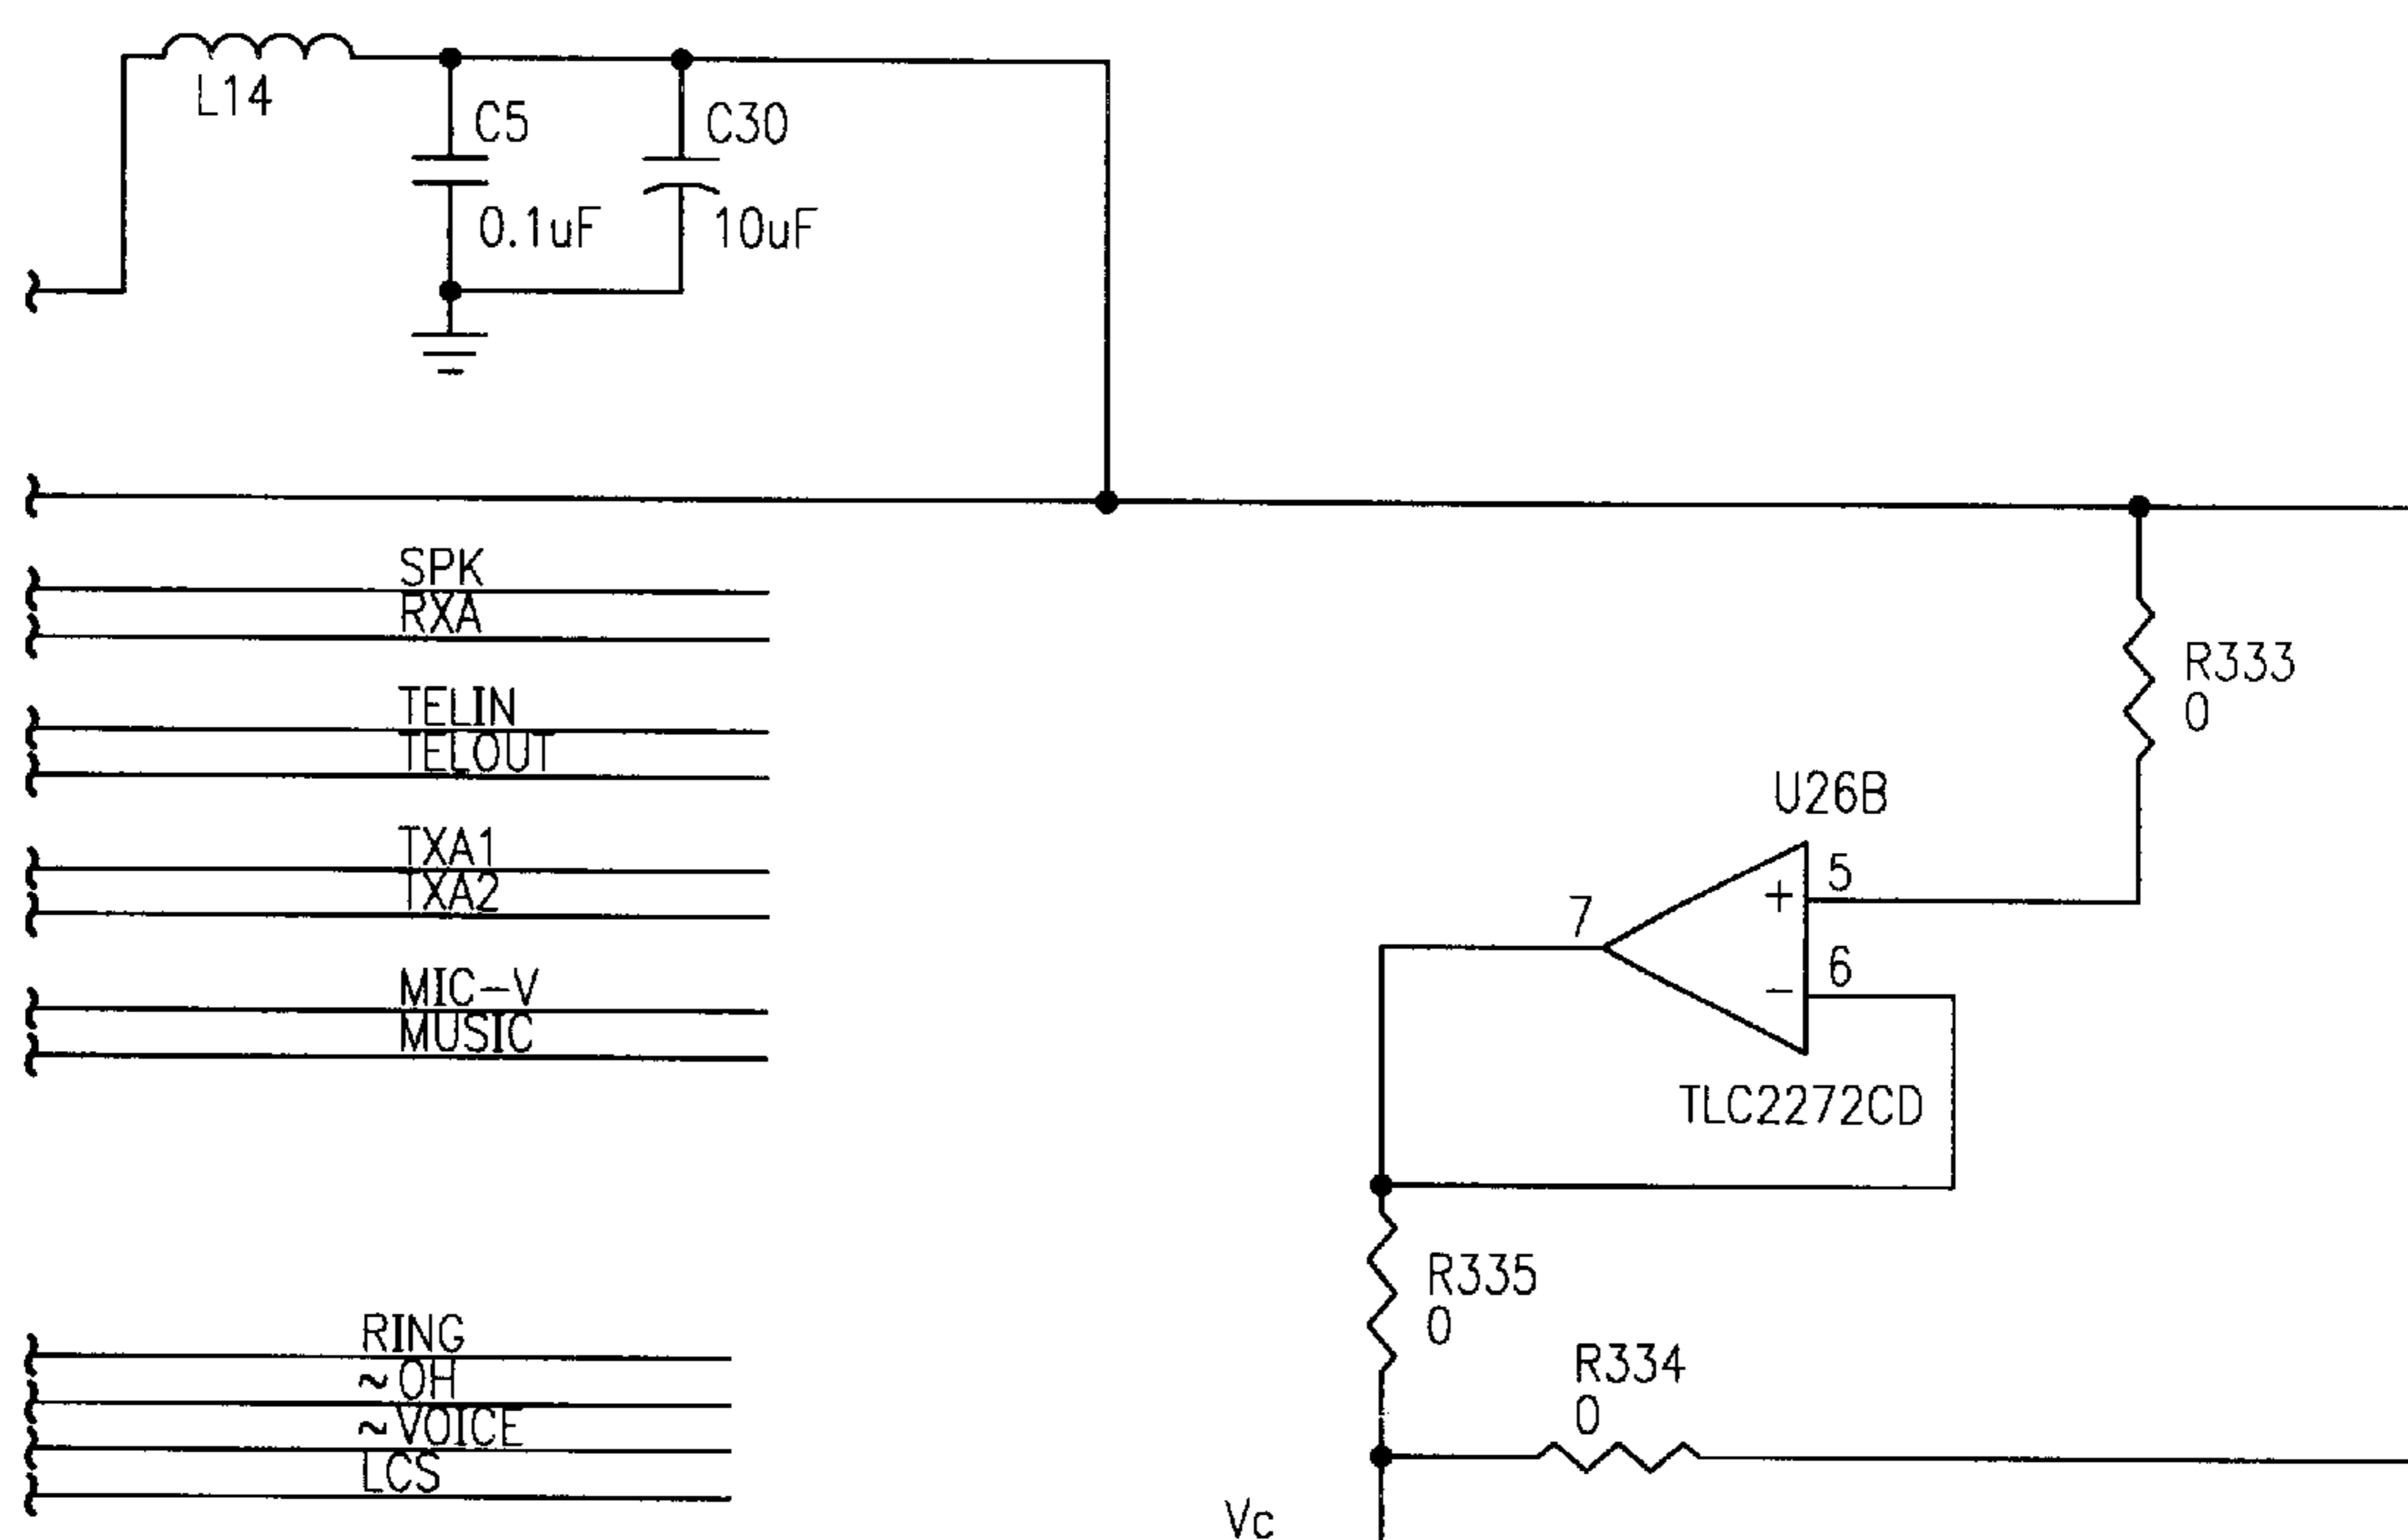 L14
C5
0.1uF
C30
10uF
SPK
RXA
TELIN
TELOUT
TXA1
TXA2
MIC-V
MUSIC
RING
~OH
~VOICE
LCS
R333
0
U26B
5
6
7
+
-
TLC2272CD
R335
0
R334
0
Vc